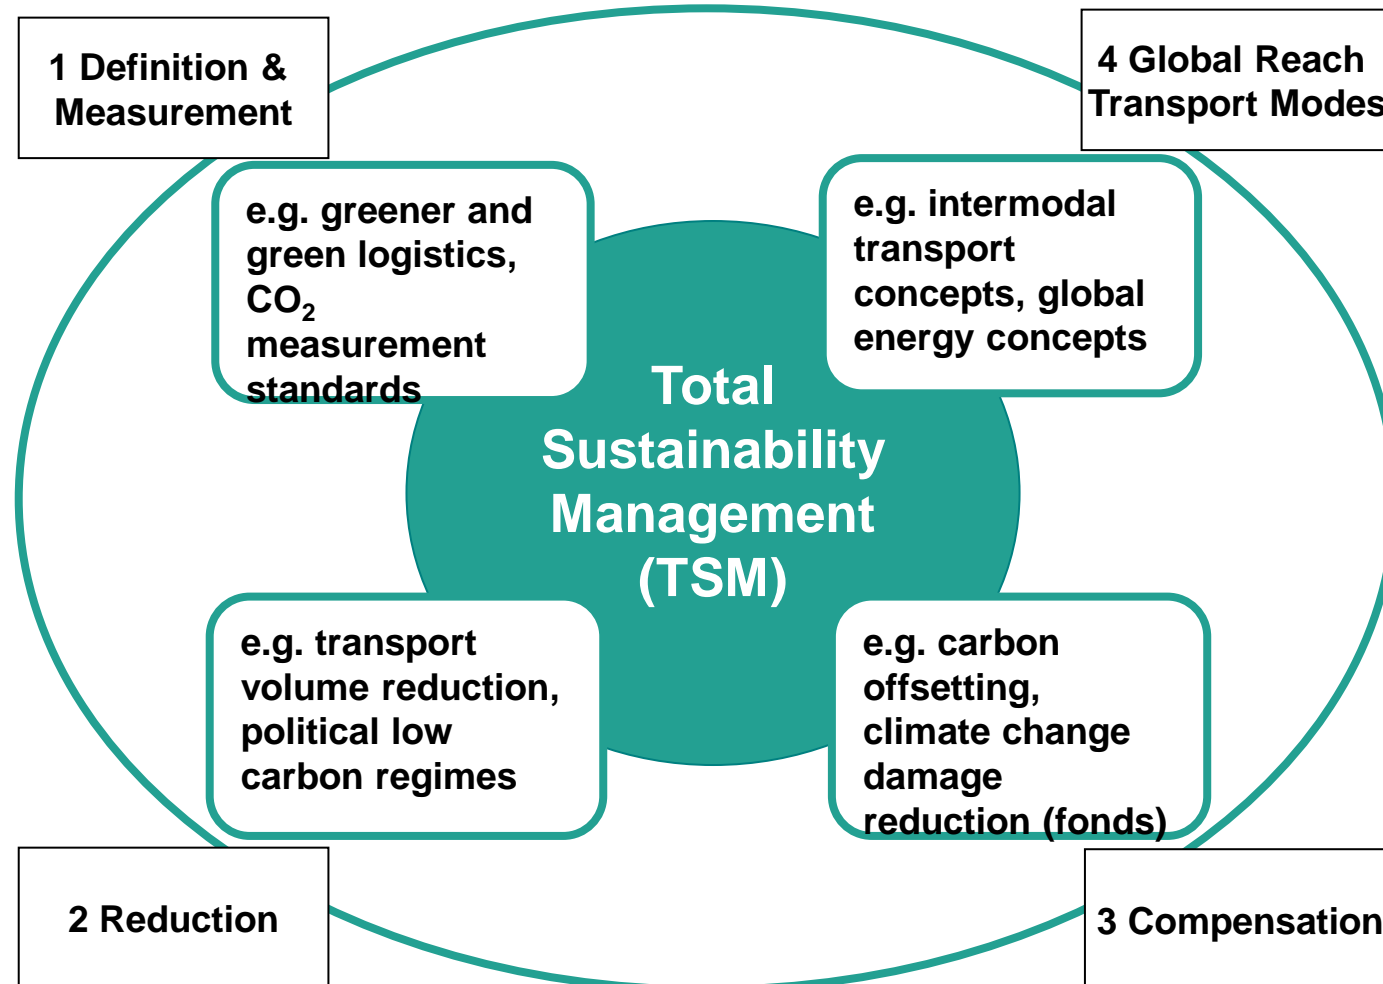 1 Definition &
Measurement
4 Global Reach
Transport Modes
e.g. greener and
green logistics,
CO₂
measurement
standards
e.g. intermodal
transport
concepts, global
energy concepts
Total
Sustainability
Management
(TSM)
e.g. transport
volume reduction,
political low
carbon regimes
e.g. carbon
offsetting,
climate change
damage
reduction (fonds)
2 Reduction
3 Compensation